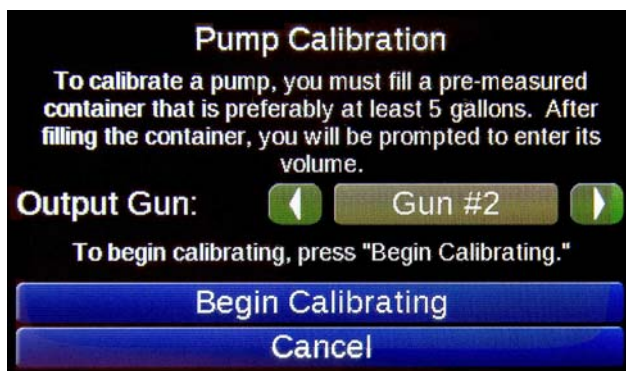 Pump Calibration
To calibrate a pump, you must fill a pre-measured
container that is preferably at least 5 gallons. After
filling the container, you will be prompted to enter its
volume.
Output Gun: Gun #2
To begin calibrating, press "Begin Calibrating."
Begin Calibrating
Cancel